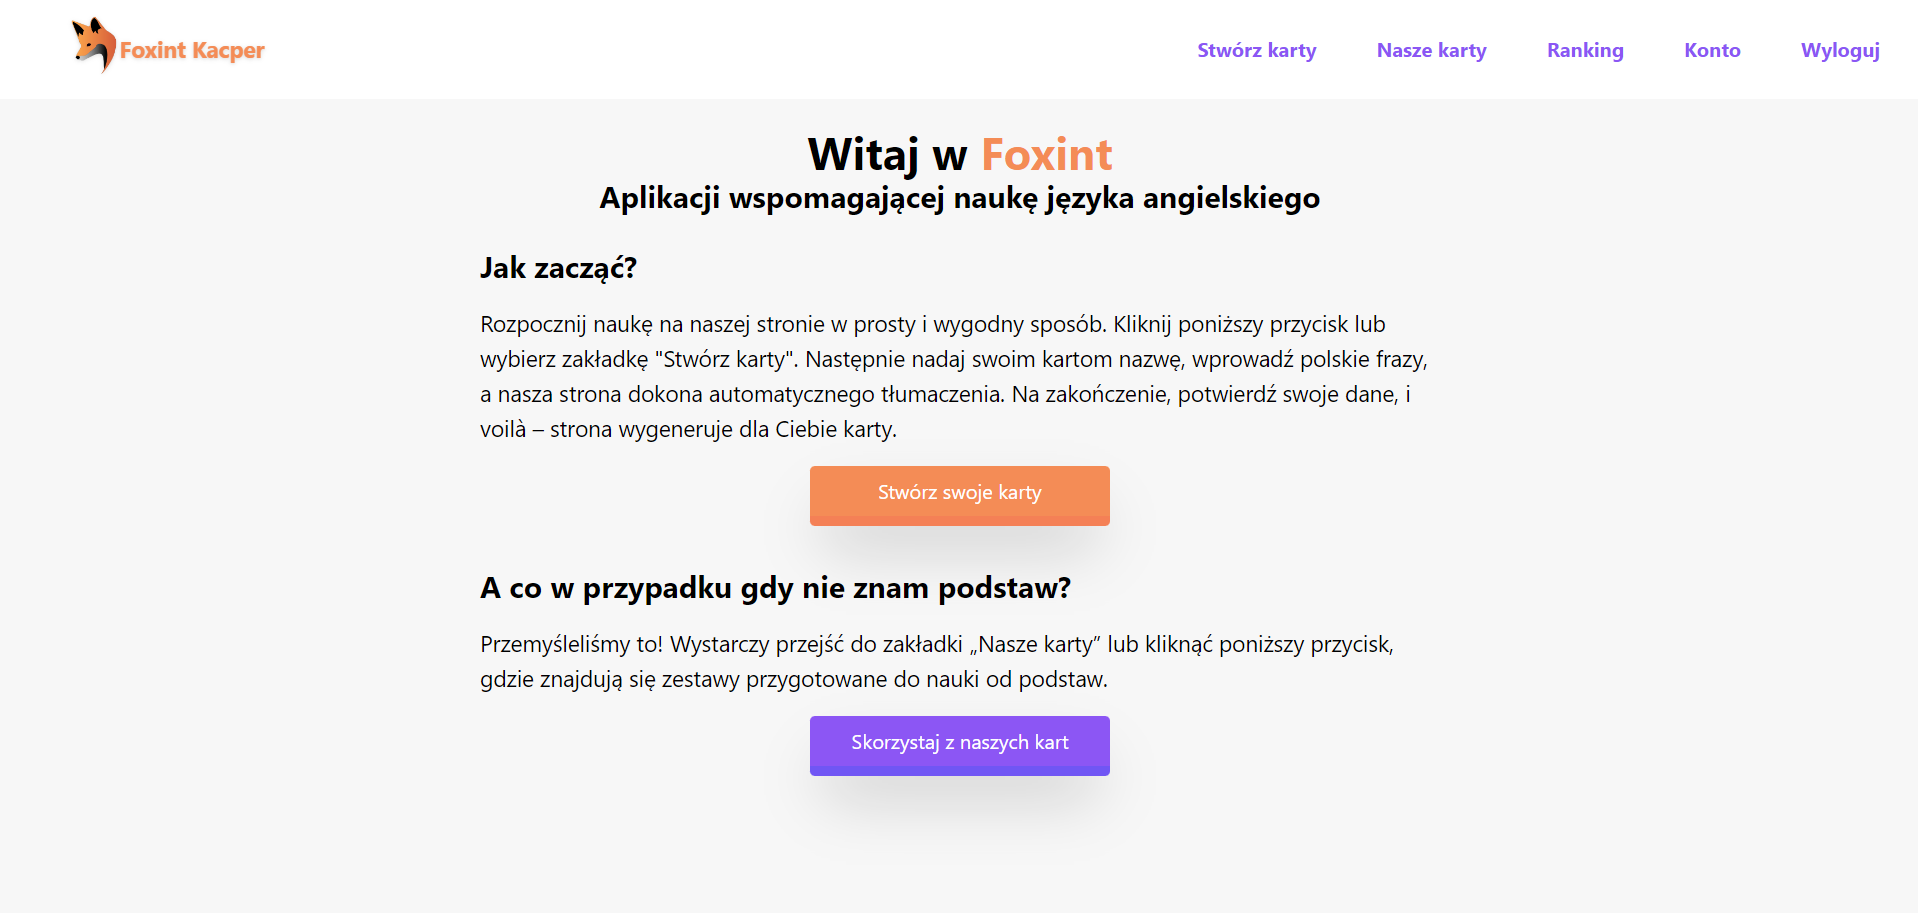 Foxint Kacper
Stwórz karty
Nasze karty
Ranking
Konto
Wyloguj
Witaj w Foxint
Aplikacji wspomagającej naukę języka angielskiego
Jak zacząć?
Rozpocznij naukę na naszej stronie w prosty i wygodny sposób. Kliknij poniższy przycisk lub
wybierz zakładkę "Stwórz karty". Następnie nadaj swoim kartom nazwę, wprowadź polskie frazy,
a nasza strona dokona automatycznego tłumaczenia. Na zakończenie, potwierdź swoje dane, i
voilà – strona wygeneruje dla Ciebie karty.
Stwórz swoje karty
A co w przypadku gdy nie znam podstaw?
Przemyśleliśmy to! Wystarczy przejść do zakładki „Nasze karty” lub kliknąć poniższy przycisk,
gdzie znajdują się zestawy przygotowane do nauki od podstaw.
Skorzystaj z naszych kart